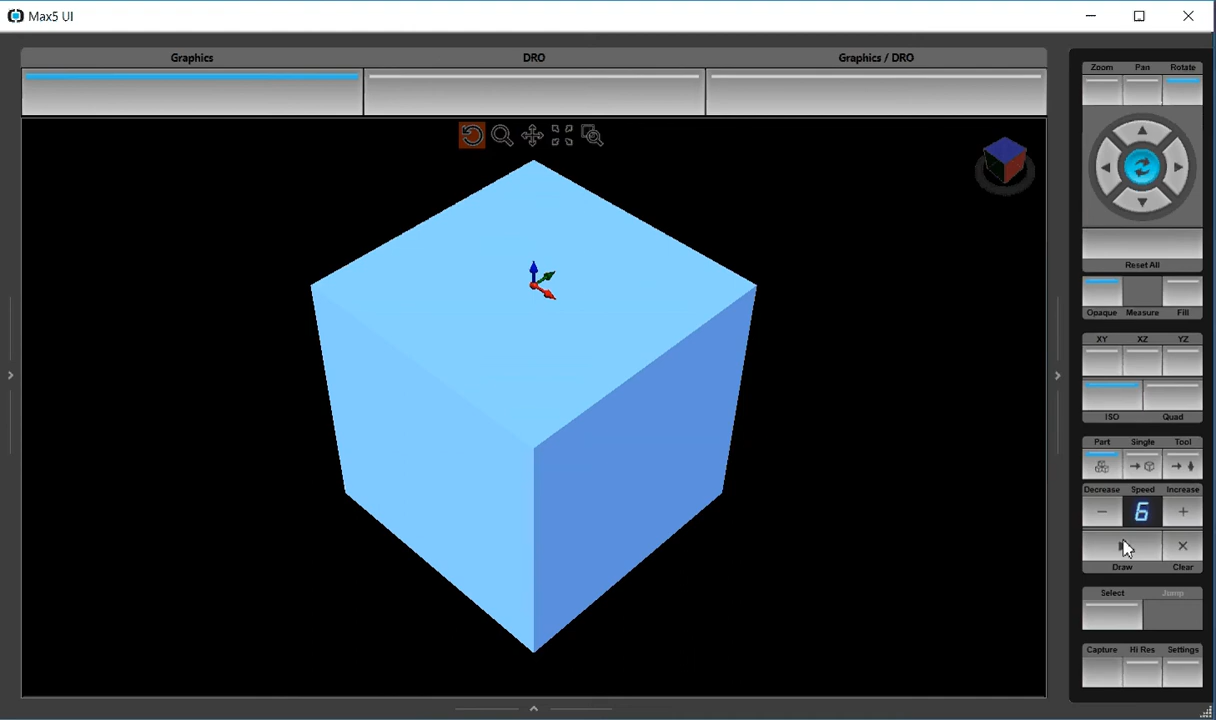 Max5 UI
Graphics DRO Graphics / DRO
Zoom Pan Rotate
Reset All
Opaque Measure Fill
XY XZ YZ
ISO Quad
Part Single Tool
Decrease Speed Increase
6
Draw Clear
Select Jump
Capture Hi Res Settings